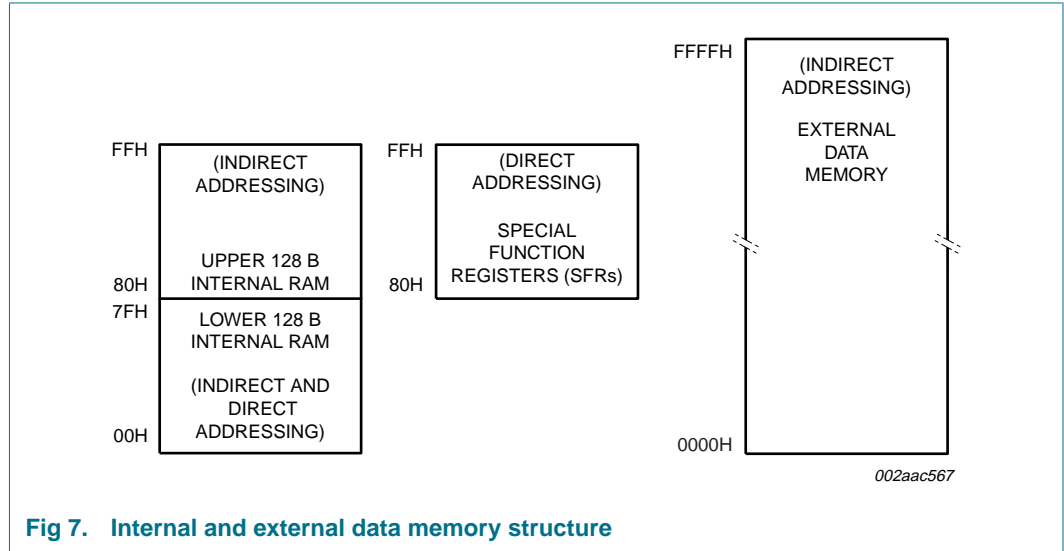 FFH
(INDIRECT
ADDRESSING)
UPPER 128 B
INTERNAL RAM
80H
7FH
LOWER 128 B
INTERNAL RAM
(INDIRECT AND
DIRECT
ADDRESSING)
00H
FFH
(DIRECT
ADDRESSING)
SPECIAL
FUNCTION
REGISTERS (SFRs)
80H
FFFFH
(INDIRECT
ADDRESSING)
EXTERNAL
DATA
MEMORY
0000H
002aac567
Fig 7. Internal and external data memory structure